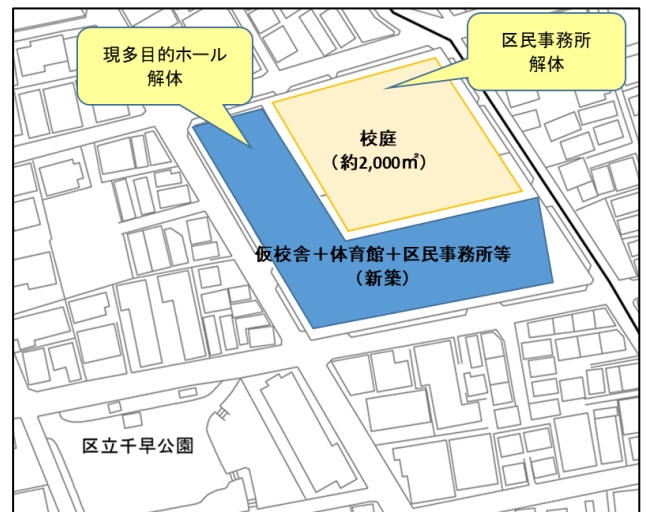 現多目的ホール
解体
区民事務所
解体
校庭
（約2,000㎡）
仮校舎＋体育館＋区民事務所等
（新築）
区立千早公園